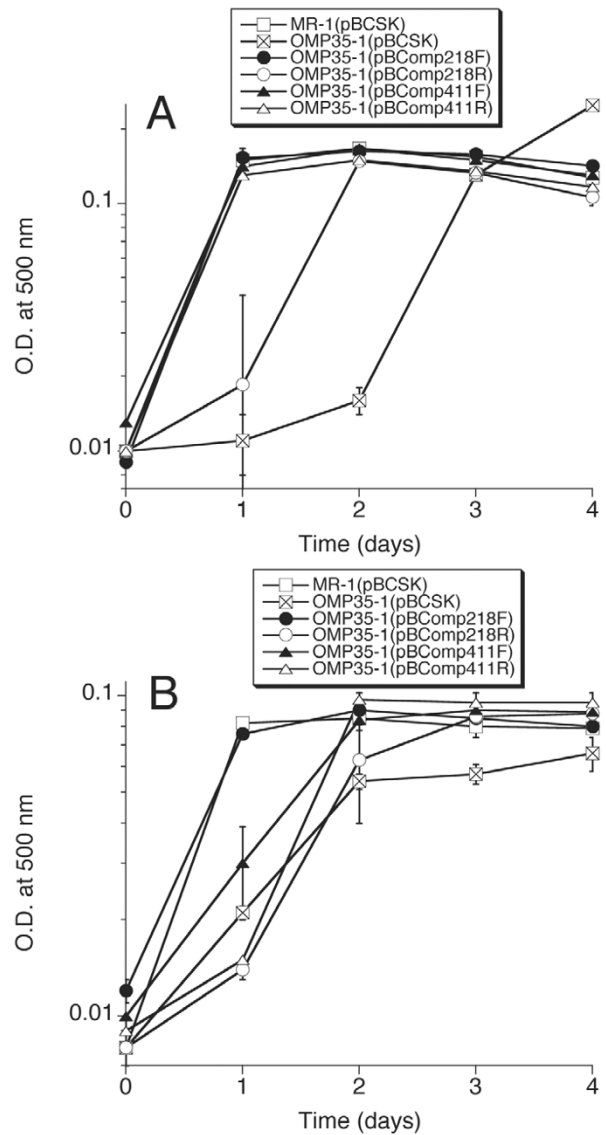 MR-1(pBCSK)
OMP35-1(pBCSK)
OMP35-1(pBComp218F)
OMP35-1(pBComp218R)
OMP35-1(pBComp411F)
OMP35-1(pBComp411R)
A
0.1
0.01
O.D. at 500 nm
0 1 2 3 4
Time (days)
MR-1(pBCSK)
OMP35-1(pBCSK)
OMP35-1(pBComp218F)
OMP35-1(pBComp218R)
OMP35-1(pBComp411F)
OMP35-1(pBComp411R)
B
0.1
0.01
O.D. at 500 nm
0 1 2 3 4
Time (days)